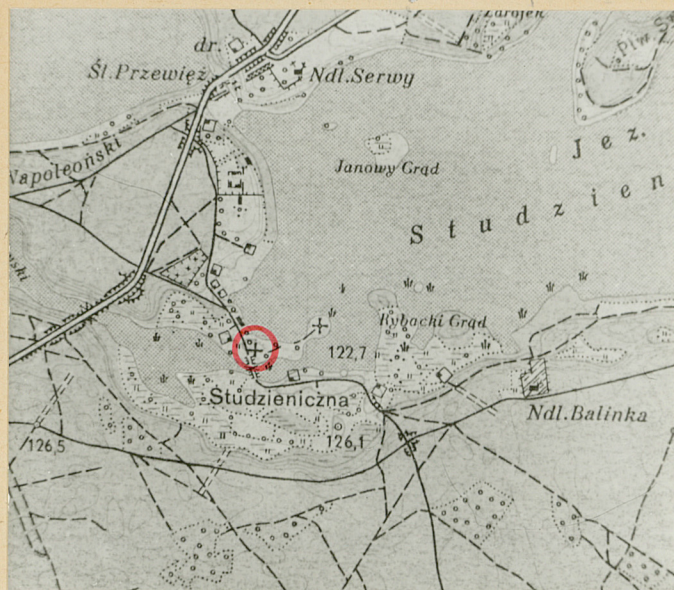 Zarojek
dr.
Śl.Przewięź
Ndl.Serwy
Napoleoński
Janowy Grąd
Jez.
Studzien
Rybacki Grąd
122,7
Studzieniczna
Ndl.Balinka
126,5
126,1